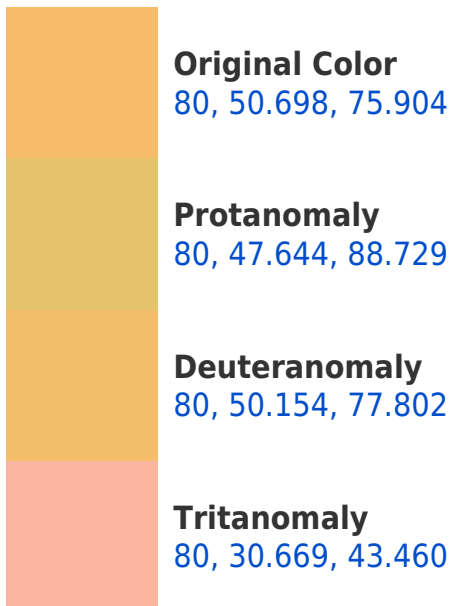 Original Color
80, 50.698, 75.904
Protanomaly
80, 47.644, 88.729
Deuteranomaly
80, 50.154, 77.802
Tritanomaly
80, 30.669, 43.460